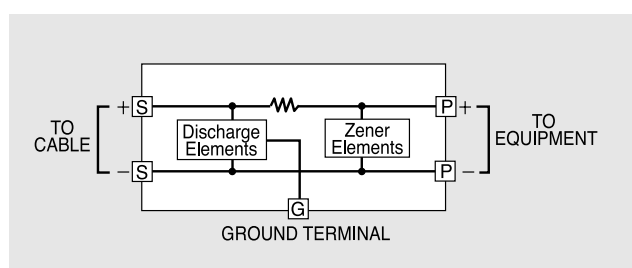 + S
P +
TO
CABLE
Discharge
Elements
Zener
Elements
TO
EQUIPMENT
− S
P −
G
GROUND TERMINAL